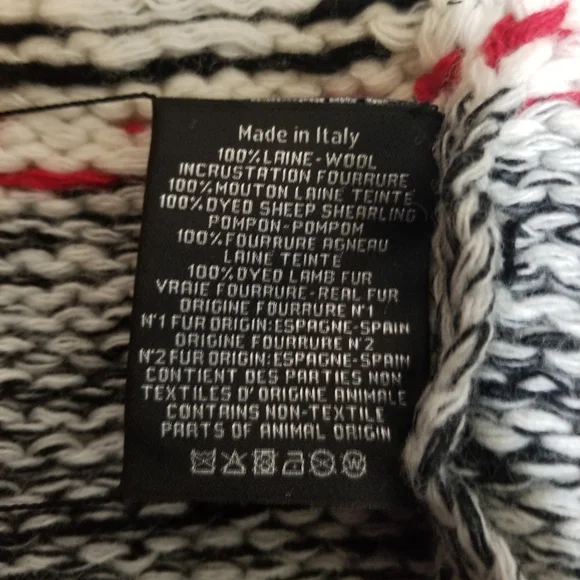 Made in Italy
100% LAINE-WOOL
INCRUSTATION FOURRURE
100% MOUTON LAINE TEINTE
100% DYED SHEEP SHEARLING
POMPON-POMPOM
100% FOURRURE AGNEAU
LAINE TEINTE
100% DYED LAMB FUR
VRAIE FOURRURE-REAL FUR
ORIGINE FOURRURE N°1
N°1 FUR ORIGIN:ESPAGNE-SPAIN
ORIGINE FOURRURE N°2
N°2 FUR ORIGIN:ESPAGNE-SPAIN
CONTIENT DES PARTIES NON
TEXTILES D'ORIGINE ANIMALE
CONTAINS NON-TEXTILE
PARTS OF ANIMAL ORIGIN